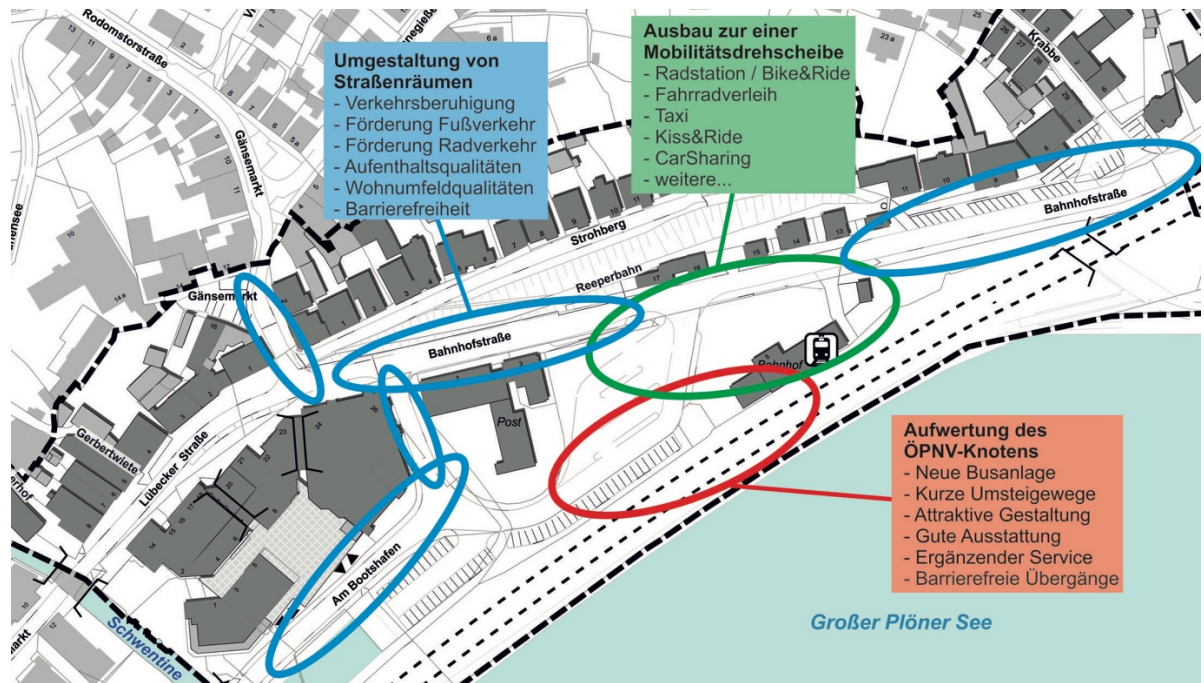 Umgestaltung von
Straßenräumen
- Verkehrsberuhigung
- Förderung Fußverkehr
- Förderung Radverkehr
- Aufenthaltsqualitäten
- Wohnumfeldqualitäten
- Barrierefreiheit
Ausbau zur einer
Mobilitätsdrehscheibe
- Radstation / Bike&Ride
- Fahrradverleih
- Taxi
- Kiss&Ride
- CarSharing
- weitere...
Rodomstorstraße
Gänsemarkt
Krabbe
Strohberg
Reeperbahn
Bahnhofstraße
Gänsemarkt
Bahnhofstraße
Bahnhof
Post
Gerbertwiete
Lübecker Straße
Am Bootshafen
Schwentine
Aufwertung des
ÖPNV-Knotens
- Neue Busanlage
- Kurze Umsteigewege
- Attraktive Gestaltung
- Gute Ausstattung
- Ergänzender Service
- Barrierefreie Übergänge
Großer Plöner See